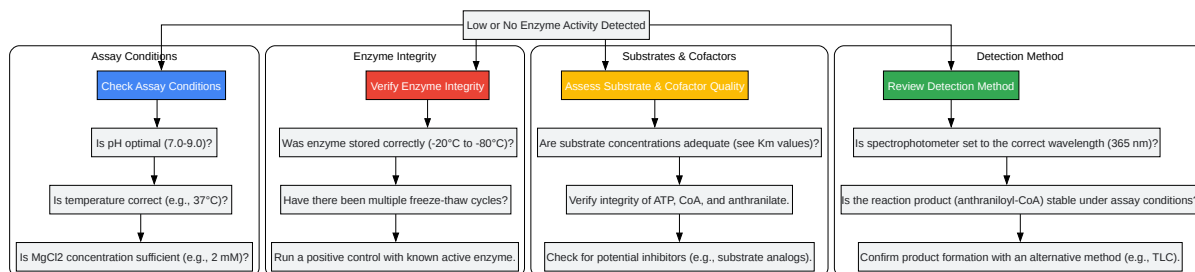 Low or No Enzyme Activity Detected
Assay Conditions
Check Assay Conditions
Is pH optimal (7.0-9.0)?
Is temperature correct (e.g., 37°C)?
Is MgCl2 concentration sufficient (e.g., 2 mM)?
Enzyme Integrity
Verify Enzyme Integrity
Was enzyme stored correctly (-20°C to -80°C)?
Have there been multiple freeze-thaw cycles?
Run a positive control with known active enzyme.
Substrates & Cofactors
Assess Substrate & Cofactor Quality
Are substrate concentrations adequate (see Km values)?
Verify integrity of ATP, CoA, and anthranilate.
Check for potential inhibitors (e.g., substrate analogs).
Detection Method
Review Detection Method
Is spectrophotometer set to the correct wavelength (365 nm)?
Is the reaction product (anthraniloyl-CoA) stable under assay conditions?
Confirm product formation with an alternative method (e.g., TLC).